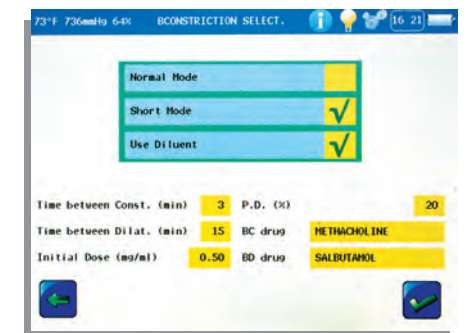 73°F 736mmHg 64% BCONSTRICTION SELECT. 16 21
Normal Mode
Short Mode √
Use Diluent √
Time between Const. (min) 3 P.D. (%) 20
Time between Dilat. (min) 15 BC drug METHACHOLINE
Initial Dose (mg/ml) 0.50 BD drug SALBUTAMOL